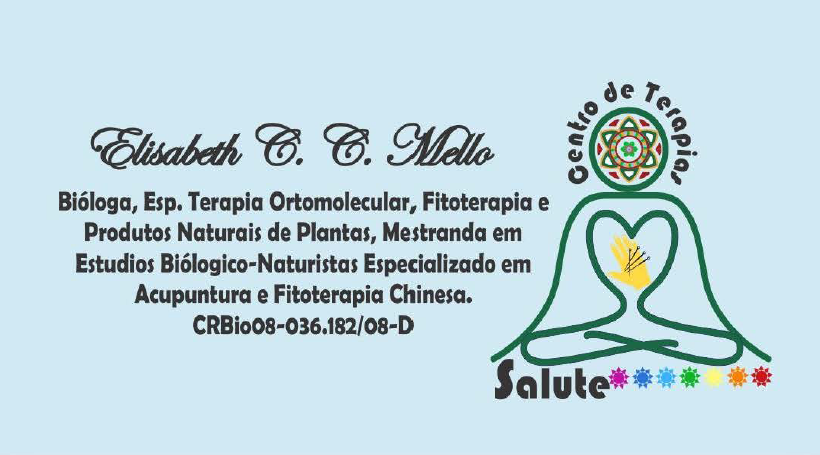 Elisabeth C. C. Mello
Bióloga, Esp. Terapia Ortomolecular, Fitoterapia e
Produtos Naturais de Plantas, Mestranda em
Estudios Biólogico-Naturistas Especializado em
Acupuntura e Fitoterapia Chinesa.
CRBio08-036.182/08-D
Centro de Terapias
Salute